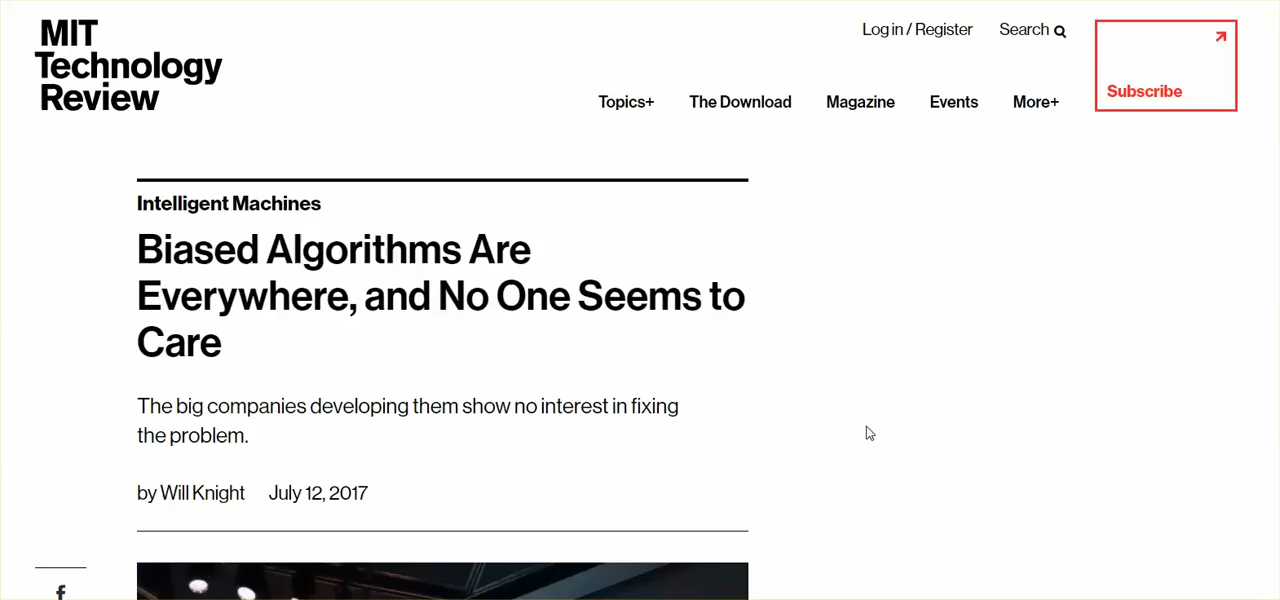 MIT
Technology
Review
Log in / Register
Search
Topics+
The Download
Magazine
Events
More+
Subscribe
Intelligent Machines
Biased Algorithms Are
Everywhere, and No One Seems to
Care
The big companies developing them show no interest in fixing
the problem.
by Will Knight July 12, 2017
f